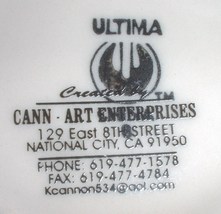 ULTIMA
TM
Created by
CANN - ART ENTERPRISES
129 East 8TH STREET
NATIONAL CITY, CA 91950
PHONE: 619-477-1578
FAX: 619-477-4784
Kcannon534@aol.com